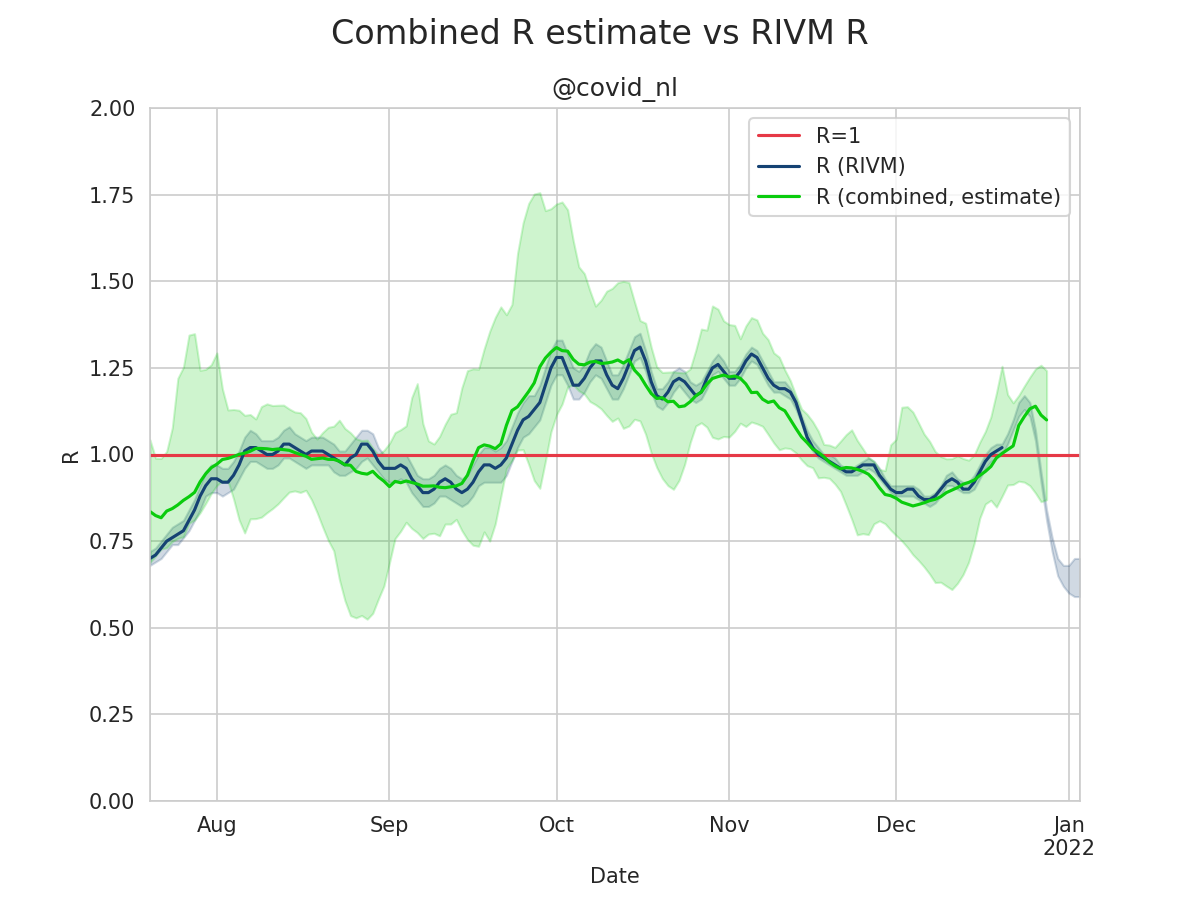 Combined R estimate vs RIVM R
@covid_nl
2.00
1.75
1.50
1.25
1.00
0.75
0.50
0.25
0.00
R
R=1
R (RIVM)
R (combined, estimate)
Aug
Sep
Oct
Nov
Dec
Jan
2022
Date